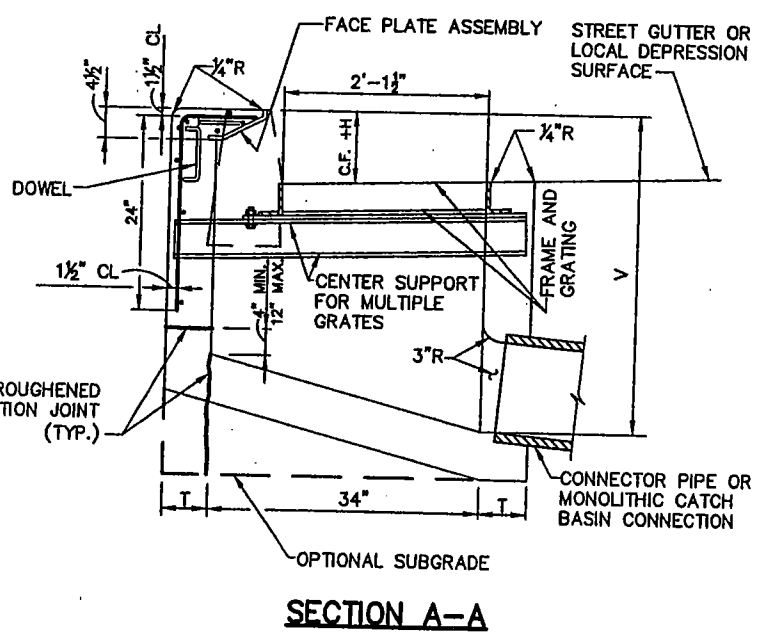 FACE PLATE ASSEMBLY
STREET GUTTER OR
LOCAL DEPRESSION
SURFACE
4½"
1½" CL
¼"R
2'-1½"
C.F. +H
¼"R
DOWEL
24"
1½" CL
4" MIN.
12" MAX.
CENTER SUPPORT
FOR MULTIPLE
GRATES
FRAME AND
GRATING
V
3"R
ROUGHENED
TION JOINT
(TYP.)
T
34"
T
CONNECTOR PIPE OR
MONOLITHIC CATCH
BASIN CONNECTION
OPTIONAL SUBGRADE
SECTION A-A